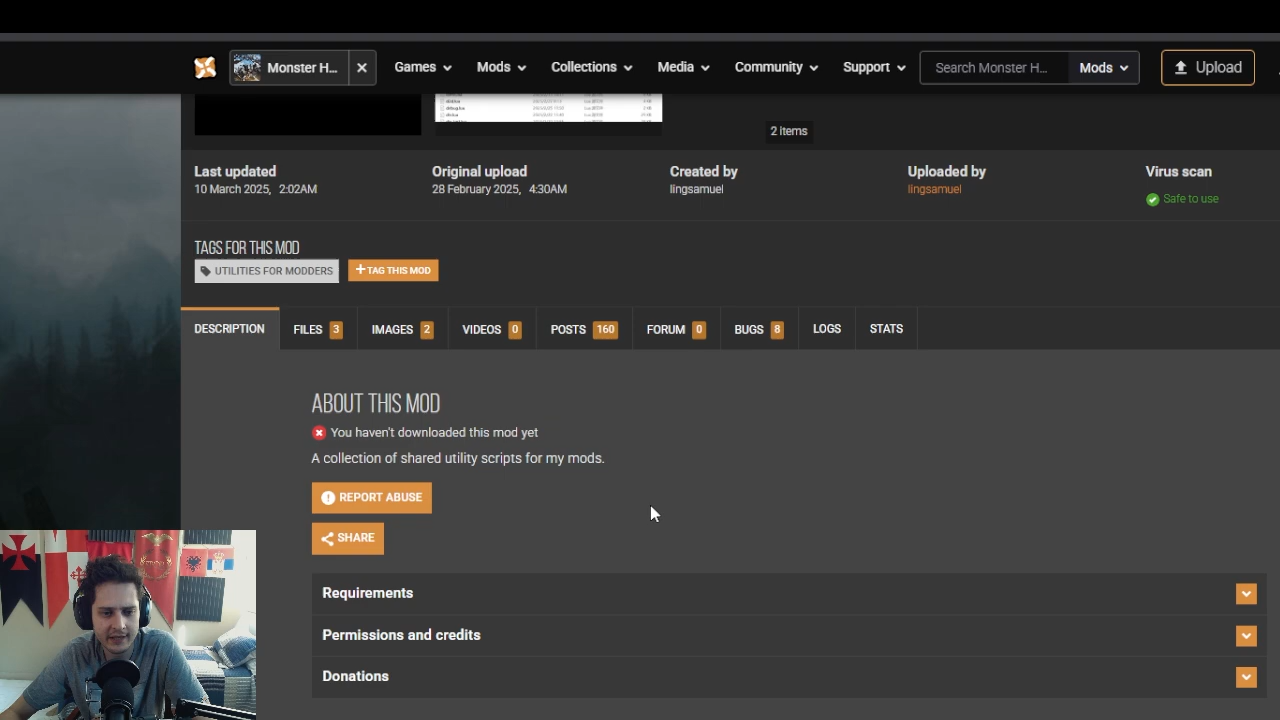 Monster H...
Games
Mods
Collections
Media
Community
Support
Search Monster H...
Mods
Upload
2 items
Last updated
10 March 2025, 2:02AM
Original upload
28 February 2025, 4:30AM
Created by
lingsamuel
Uploaded by
lingsamuel
Virus scan
Safe to use
TAGS FOR THIS MOD
UTILITIES FOR MODDERS
TAG THIS MOD
DESCRIPTION
FILES 3
IMAGES 2
VIDEOS 0
POSTS 160
FORUM 0
BUGS 8
LOGS
STATS
ABOUT THIS MOD
You haven't downloaded this mod yet
A collection of shared utility scripts for my mods.
REPORT ABUSE
SHARE
Requirements
Permissions and credits
Donations